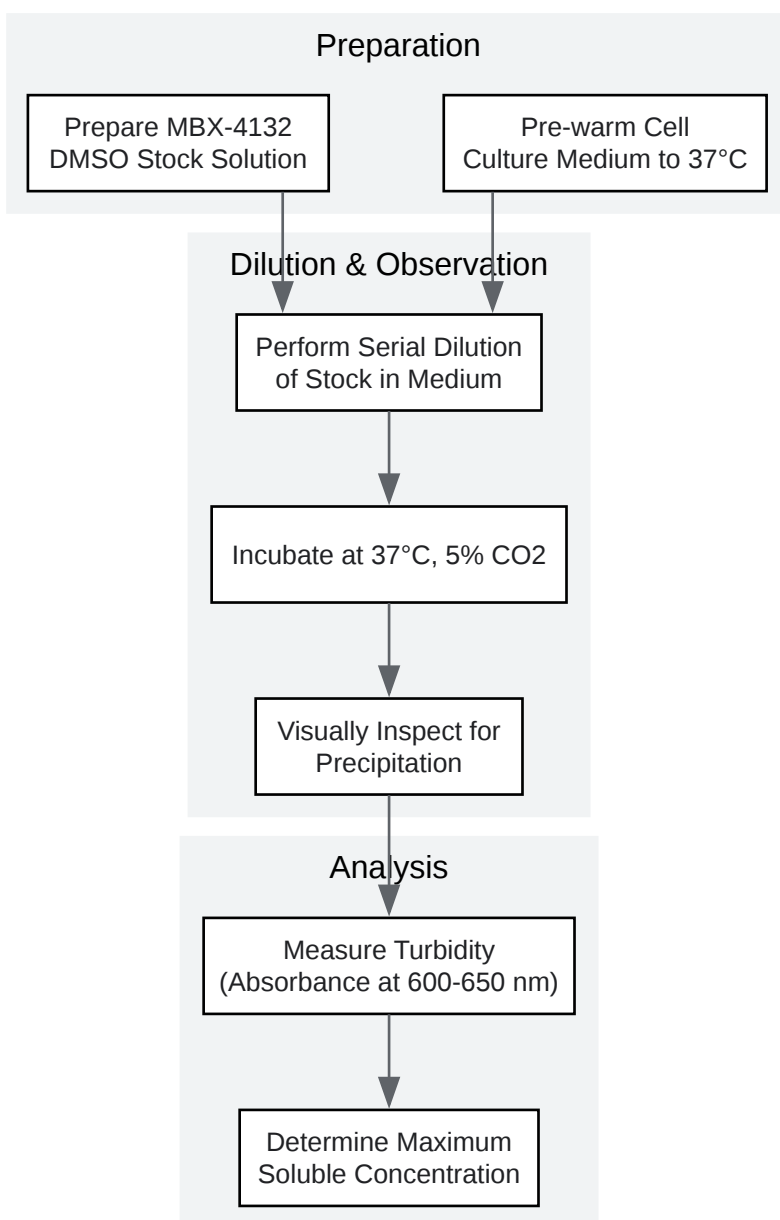 Preparation
Prepare MBX-4132
DMSO Stock Solution
Pre-warm Cell
Culture Medium to 37°C
Dilution & Observation
Perform Serial Dilution
of Stock in Medium
Incubate at 37°C, 5% CO2
Visually Inspect for
Precipitation
Analysis
Measure Turbidity
(Absorbance at 600-650 nm)
Determine Maximum
Soluble Concentration